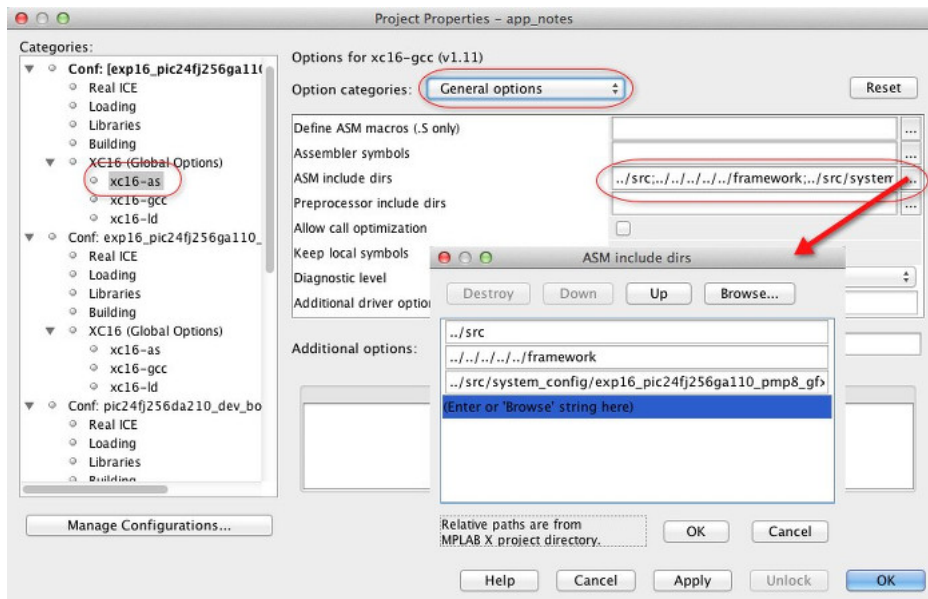 Project Properties - app_notes
Categories:
Conf: [exp16_pic24fj256ga11(
Real ICE
Loading
Libraries
Building
XC16 (Global Options)
xc16-as
xc16-gcc
xc16-ld
Conf: exp16_pic24fj256ga110_
Real ICE
Loading
Libraries
Building
XC16 (Global Options)
xc16-as
xc16-gcc
xc16-ld
Conf: pic24fj256da210_dev_bo
Real ICE
Loading
Libraries
Building
Manage Configurations...
Options for xc16-gcc (v1.11)
Option categories: General options Reset
Define ASM macros (.S only) ...
Assembler symbols ...
ASM include dirs ../src;../../../../../framework;../src/system ...
Preprocessor include dirs ...
Allow call optimization
Keep local symbols
Diagnostic level
Additional driver option
Additional options:
ASM include dirs
Destroy Down Up Browse...
../src
../../../../../framework
../src/system_config/exp16_pic24fj256ga110_pmp8_gfx
(Enter or 'Browse' string here)
Relative paths are from
MPLAB X project directory.
OK Cancel
Help Cancel Apply Unlock OK